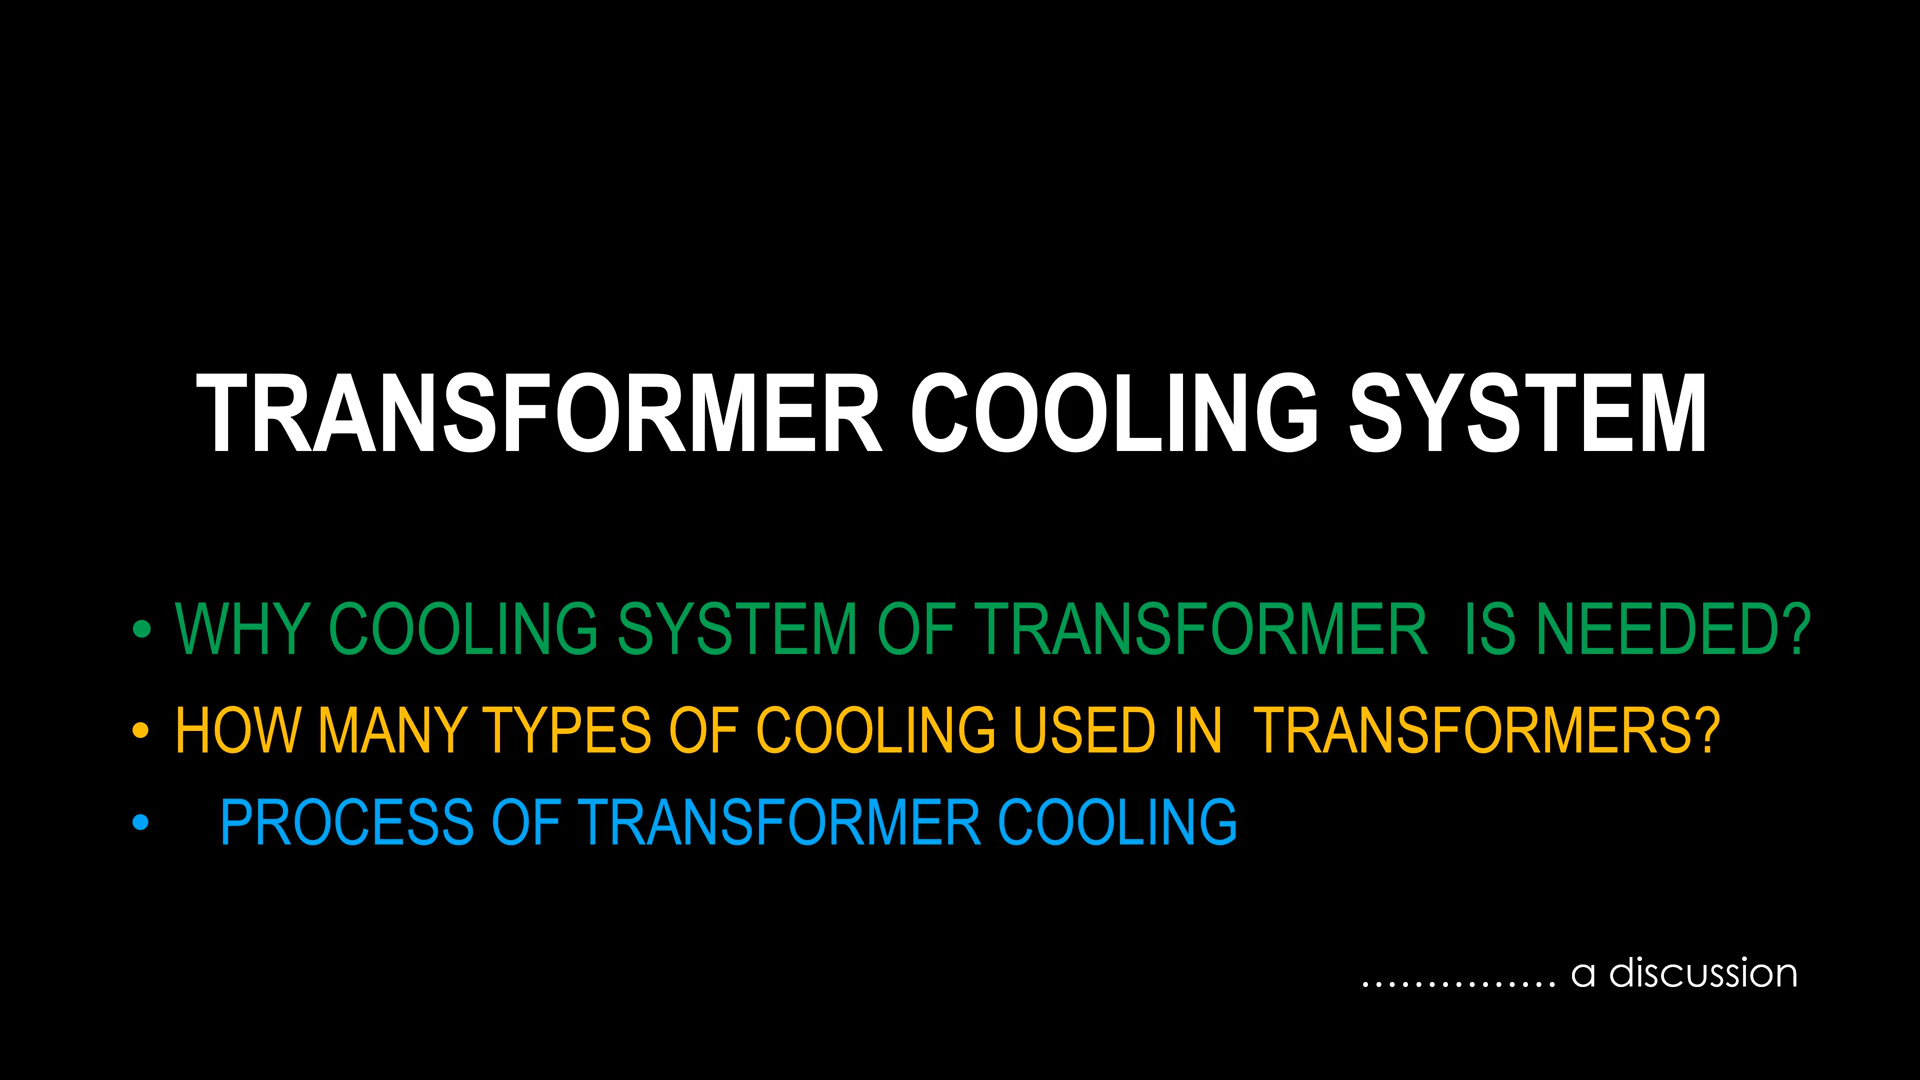 TRANSFORMER COOLING SYSTEM
• WHY COOLING SYSTEM OF TRANSFORMER  IS NEEDED?
• HOW MANY TYPES OF COOLING USED IN  TRANSFORMERS?
•   PROCESS OF TRANSFORMER COOLING
............... a discussion